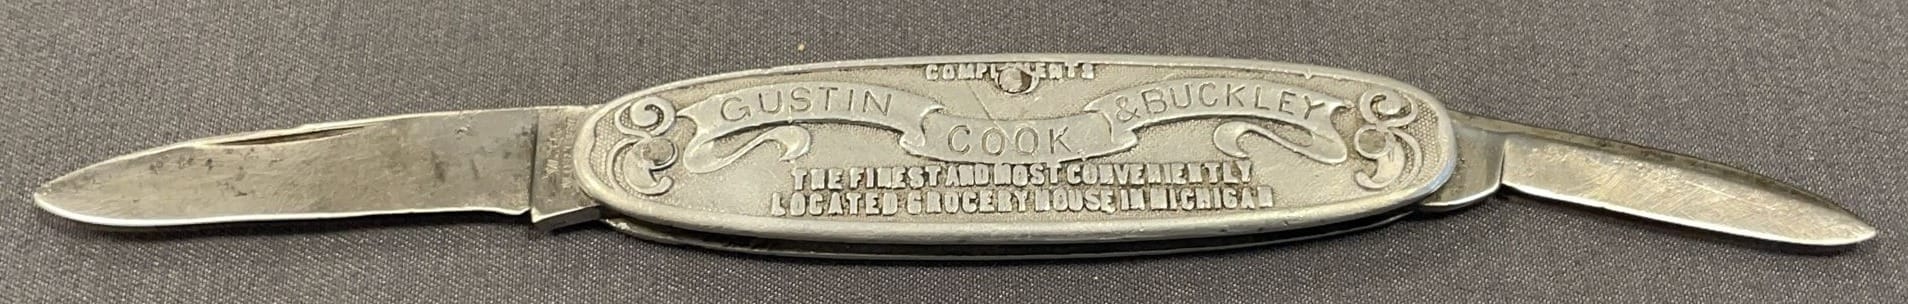 COMPLIMENTS
GUSTIN COOK & BUCKLEY
THE FINEST AND MOST CONVENIENTLY
LOCATED GROCERY HOUSE IN MICHIGAN